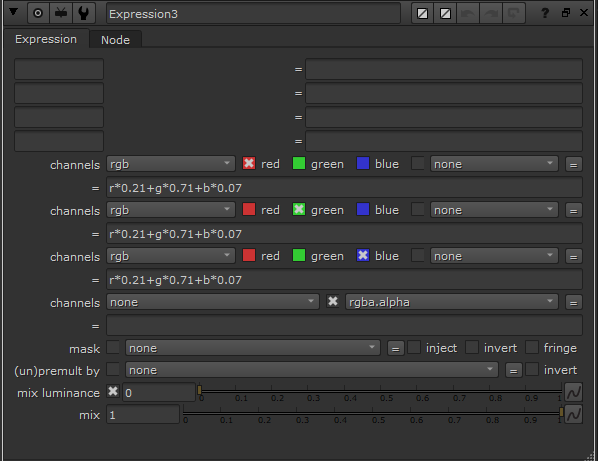 Expression3 ?
Expression Node
=
=
=
=
channels rgb red green blue none =
= r*0.21+g*0.71+b*0.07
channels rgb red green blue none =
= r*0.21+g*0.71+b*0.07
channels rgb red green blue none =
= r*0.21+g*0.71+b*0.07
channels none rgba.alpha =
=
mask none = inject invert fringe
(un)premult by none = invert
mix luminance 0
0 0.1 0.2 0.3 0.4 0.5 0.6 0.7 0.8 0.9 1
mix 1
0 0.1 0.2 0.3 0.4 0.5 0.6 0.7 0.8 0.9 1